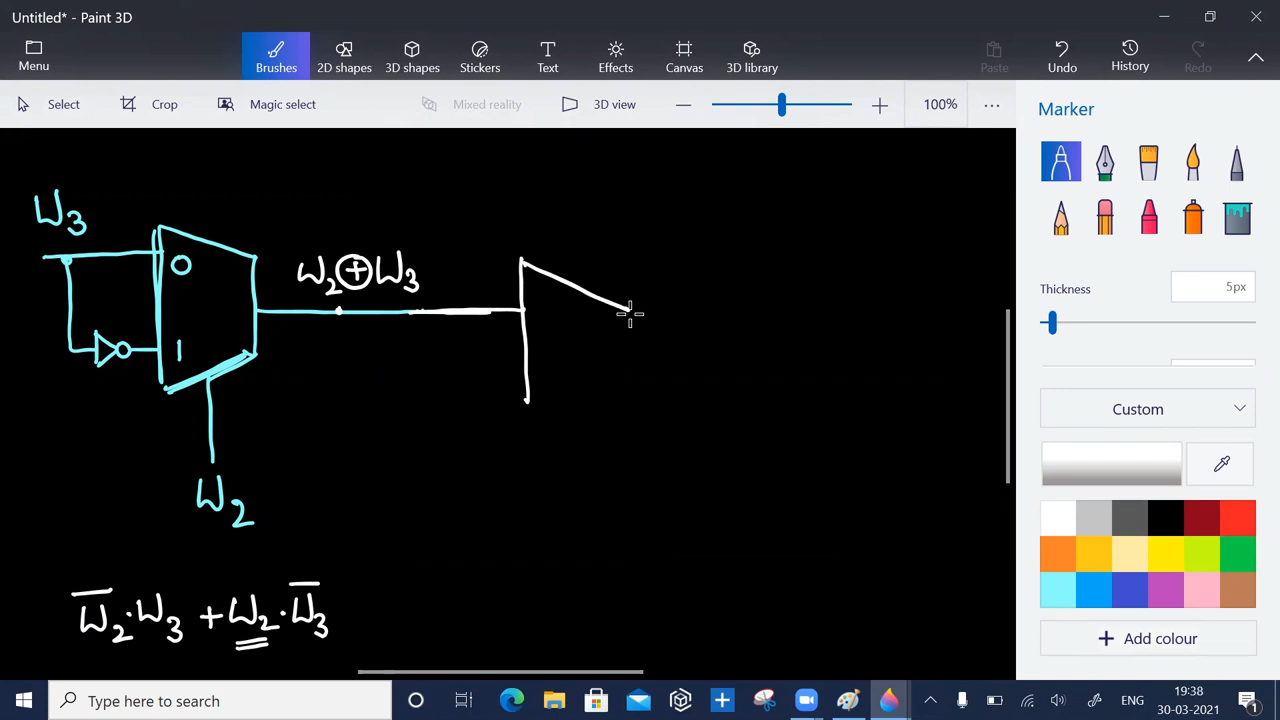 Untitled* - Paint 3D
Menu
Brushes
2D shapes
3D shapes
Stickers
Text
Effects
Canvas
3D library
Paste
Undo
History
Redo
Select
Crop
Magic select
Mixed reality
3D view
100%
Marker
Thickness
5px
Custom
Add colour
W₃
0
1
W₂⊕W₃
W₂
W̅₂·W₃ + W₂·W̅₃
Type here to search
ENG
19:38
30-03-2021
1